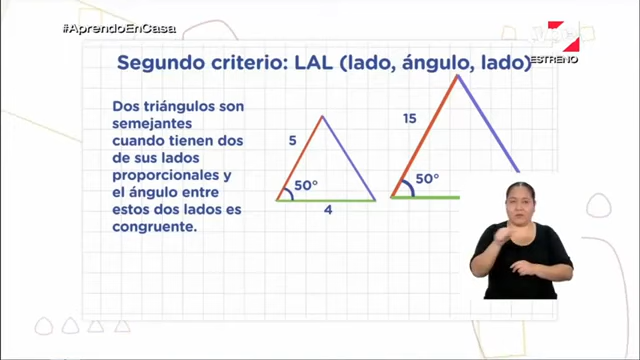 #AprendoEnCasa
ESTRENO
Segundo criterio: LAL (lado, ángulo, lado)
Dos triángulos son
semejantes
cuando tienen dos
de sus lados
proporcionales y
el ángulo entre
estos dos lados es
congruente.
5
50°
4
15
50°